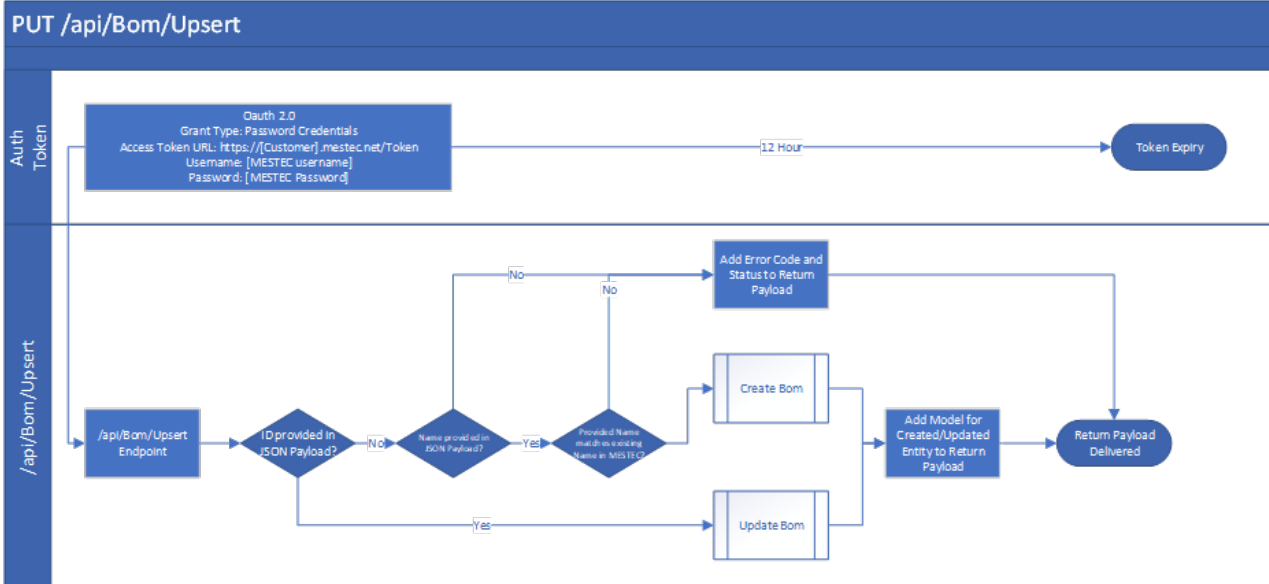 PUT /api/Bom/Upsert
Auth
Token
Oauth 2.0
Grant Type: Password Credentials
Access Token URL: https://[Customer].mestec.net/Token
Username: [MESTEC username]
Password: [MESTEC Password]
12 Hour
Token Expiry
/api/Bom/Upsert
No
No
Add Error Code and
Status to Return
Payload
/api/Bom/Upsert
Endpoint
ID provided in
JSON Payload?
No
Name provided in
JSON Payload?
Yes
Provided Name
matches existing
Name in MESTEC?
Create Bom
Add Model for
Created/Updated
Entity to Return
Payload
Return Payload
Delivered
Yes
Update Bom